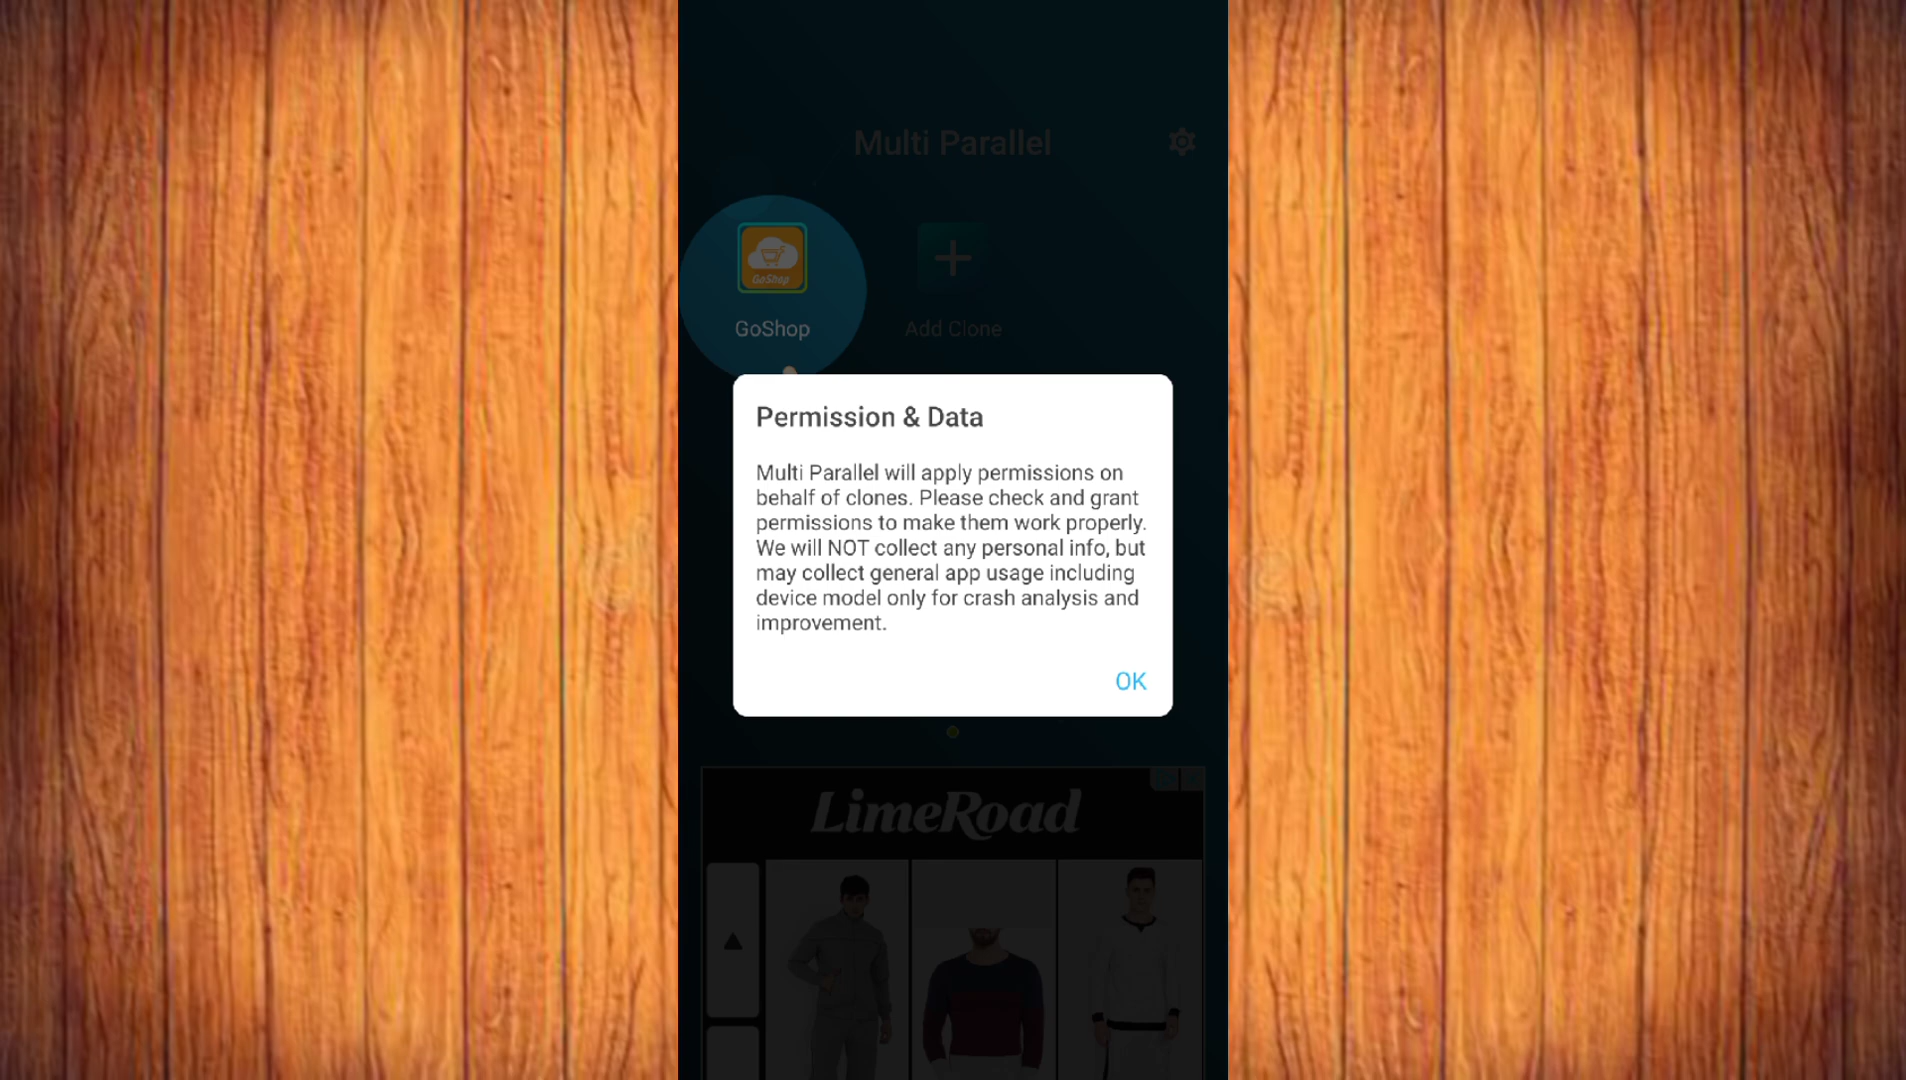 Multi Parallel
GoShop
GoShop
Add Clone
Permission & Data
Multi Parallel will apply permissions on
behalf of clones. Please check and grant
permissions to make them work properly.
We will NOT collect any personal info, but
may collect general app usage including
device model only for crash analysis and
improvement.
OK
LimeRoad